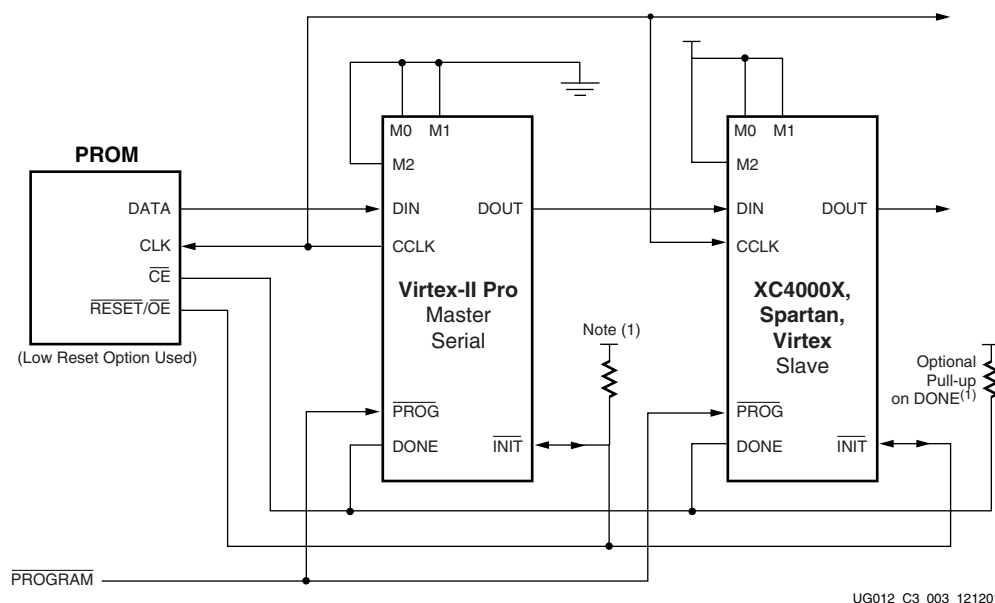 M0 M1
M2
DIN DOUT
CCLK
Virtex-II Pro
Master
Serial
PROG
DONE INIT
M0 M1
M2
DIN DOUT
CCLK
XC4000X,
Spartan,
Virtex
Slave
PROG
DONE INIT
PROM
DATA
CLK
CE
RESET/OE
(Low Reset Option Used)
Note (1)
Optional
Pull-up
on DONE(1)
PROGRAM
UG012_C3_003_121201